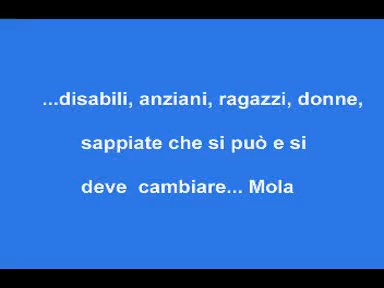 ...disabili, anziani, ragazzi, donne,
sappiate che si può e si
deve cambiare... Mola